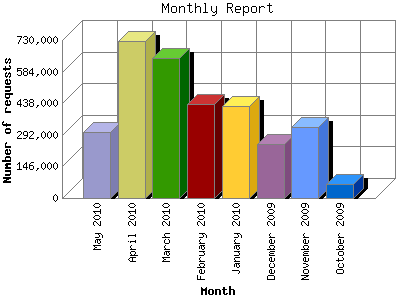 Monthly Report
Number of requests
730,000
584,000
438,000
292,000
146,000
0
May 2010
April 2010
March 2010
February 2010
January 2010
December 2009
November 2009
October 2009
Month